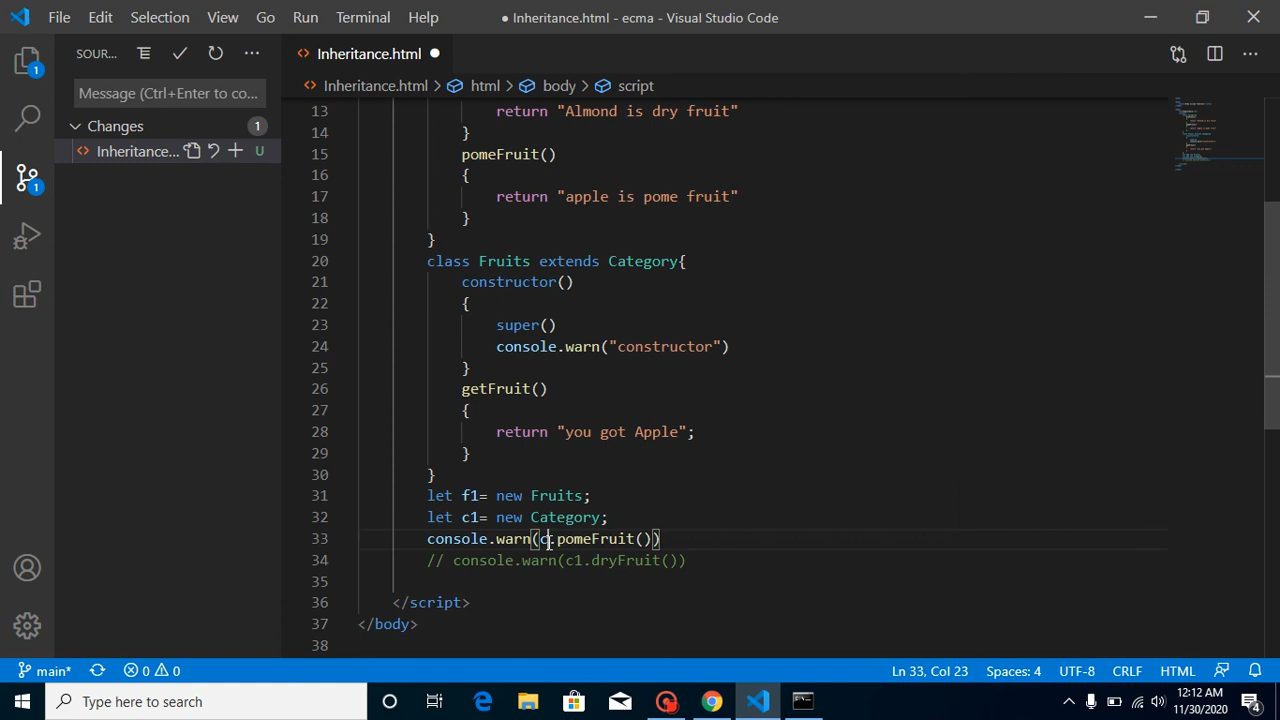 File Edit Selection View Go Run Terminal Help
● Inheritance.html - ecma - Visual Studio Code
SOUR...
Inheritance.html
Inheritance.html > html > body > script
1
Message (Ctrl+Enter to co...
Changes 1
Inheritance... U
1
13 return "Almond is dry fruit"
14 }
15 pomeFruit()
16 {
17 return "apple is pome fruit"
18 }
19 }
20 class Fruits extends Category{
21 constructor()
22 {
23 super()
24 console.warn("constructor")
25 }
26 getFruit()
27 {
28 return "you got Apple";
29 }
30 }
31 let f1= new Fruits;
32 let c1= new Category;
33 console.warn(c.pomeFruit())
34 // console.warn(c1.dryFruit())
35
36 </script>
37 </body>
38
main* 0 0 Ln 33, Col 23 Spaces: 4 UTF-8 CRLF HTML
Type here to search
12:12 AM
11/30/2020
4